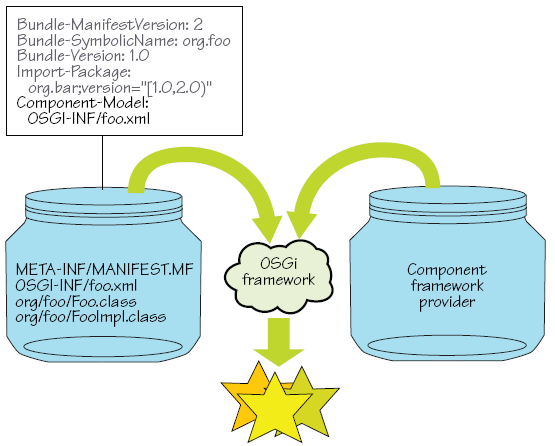 Bundle-ManifestVersion: 2
Bundle-SymbolicName: org.foo
Bundle-Version: 1.0
Import-Package:
org.bar;version="[1.0,2.0)"
Component-Model:
OSGI-INF/foo.xml
META-INF/MANIFEST.MF
OSGI-INF/foo.xml
org/foo/Foo.class
org/foo/FooImpl.class
OSGi
framework
Component
framework
provider